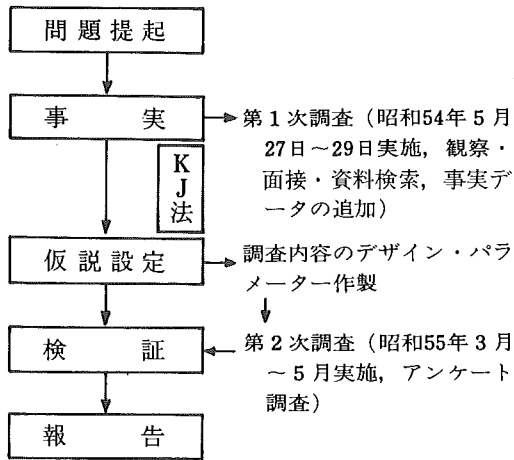 問題提起
事実
第1次調査（昭和54年5月
27日～29日実施，観察・
面接・資料検索，事実デ
ータの追加）
KJ法
仮説設定
調査内容のデザイン・パラ
メーター作製
検証
第2次調査（昭和55年3月
～5月実施，アンケート
調査）
報告